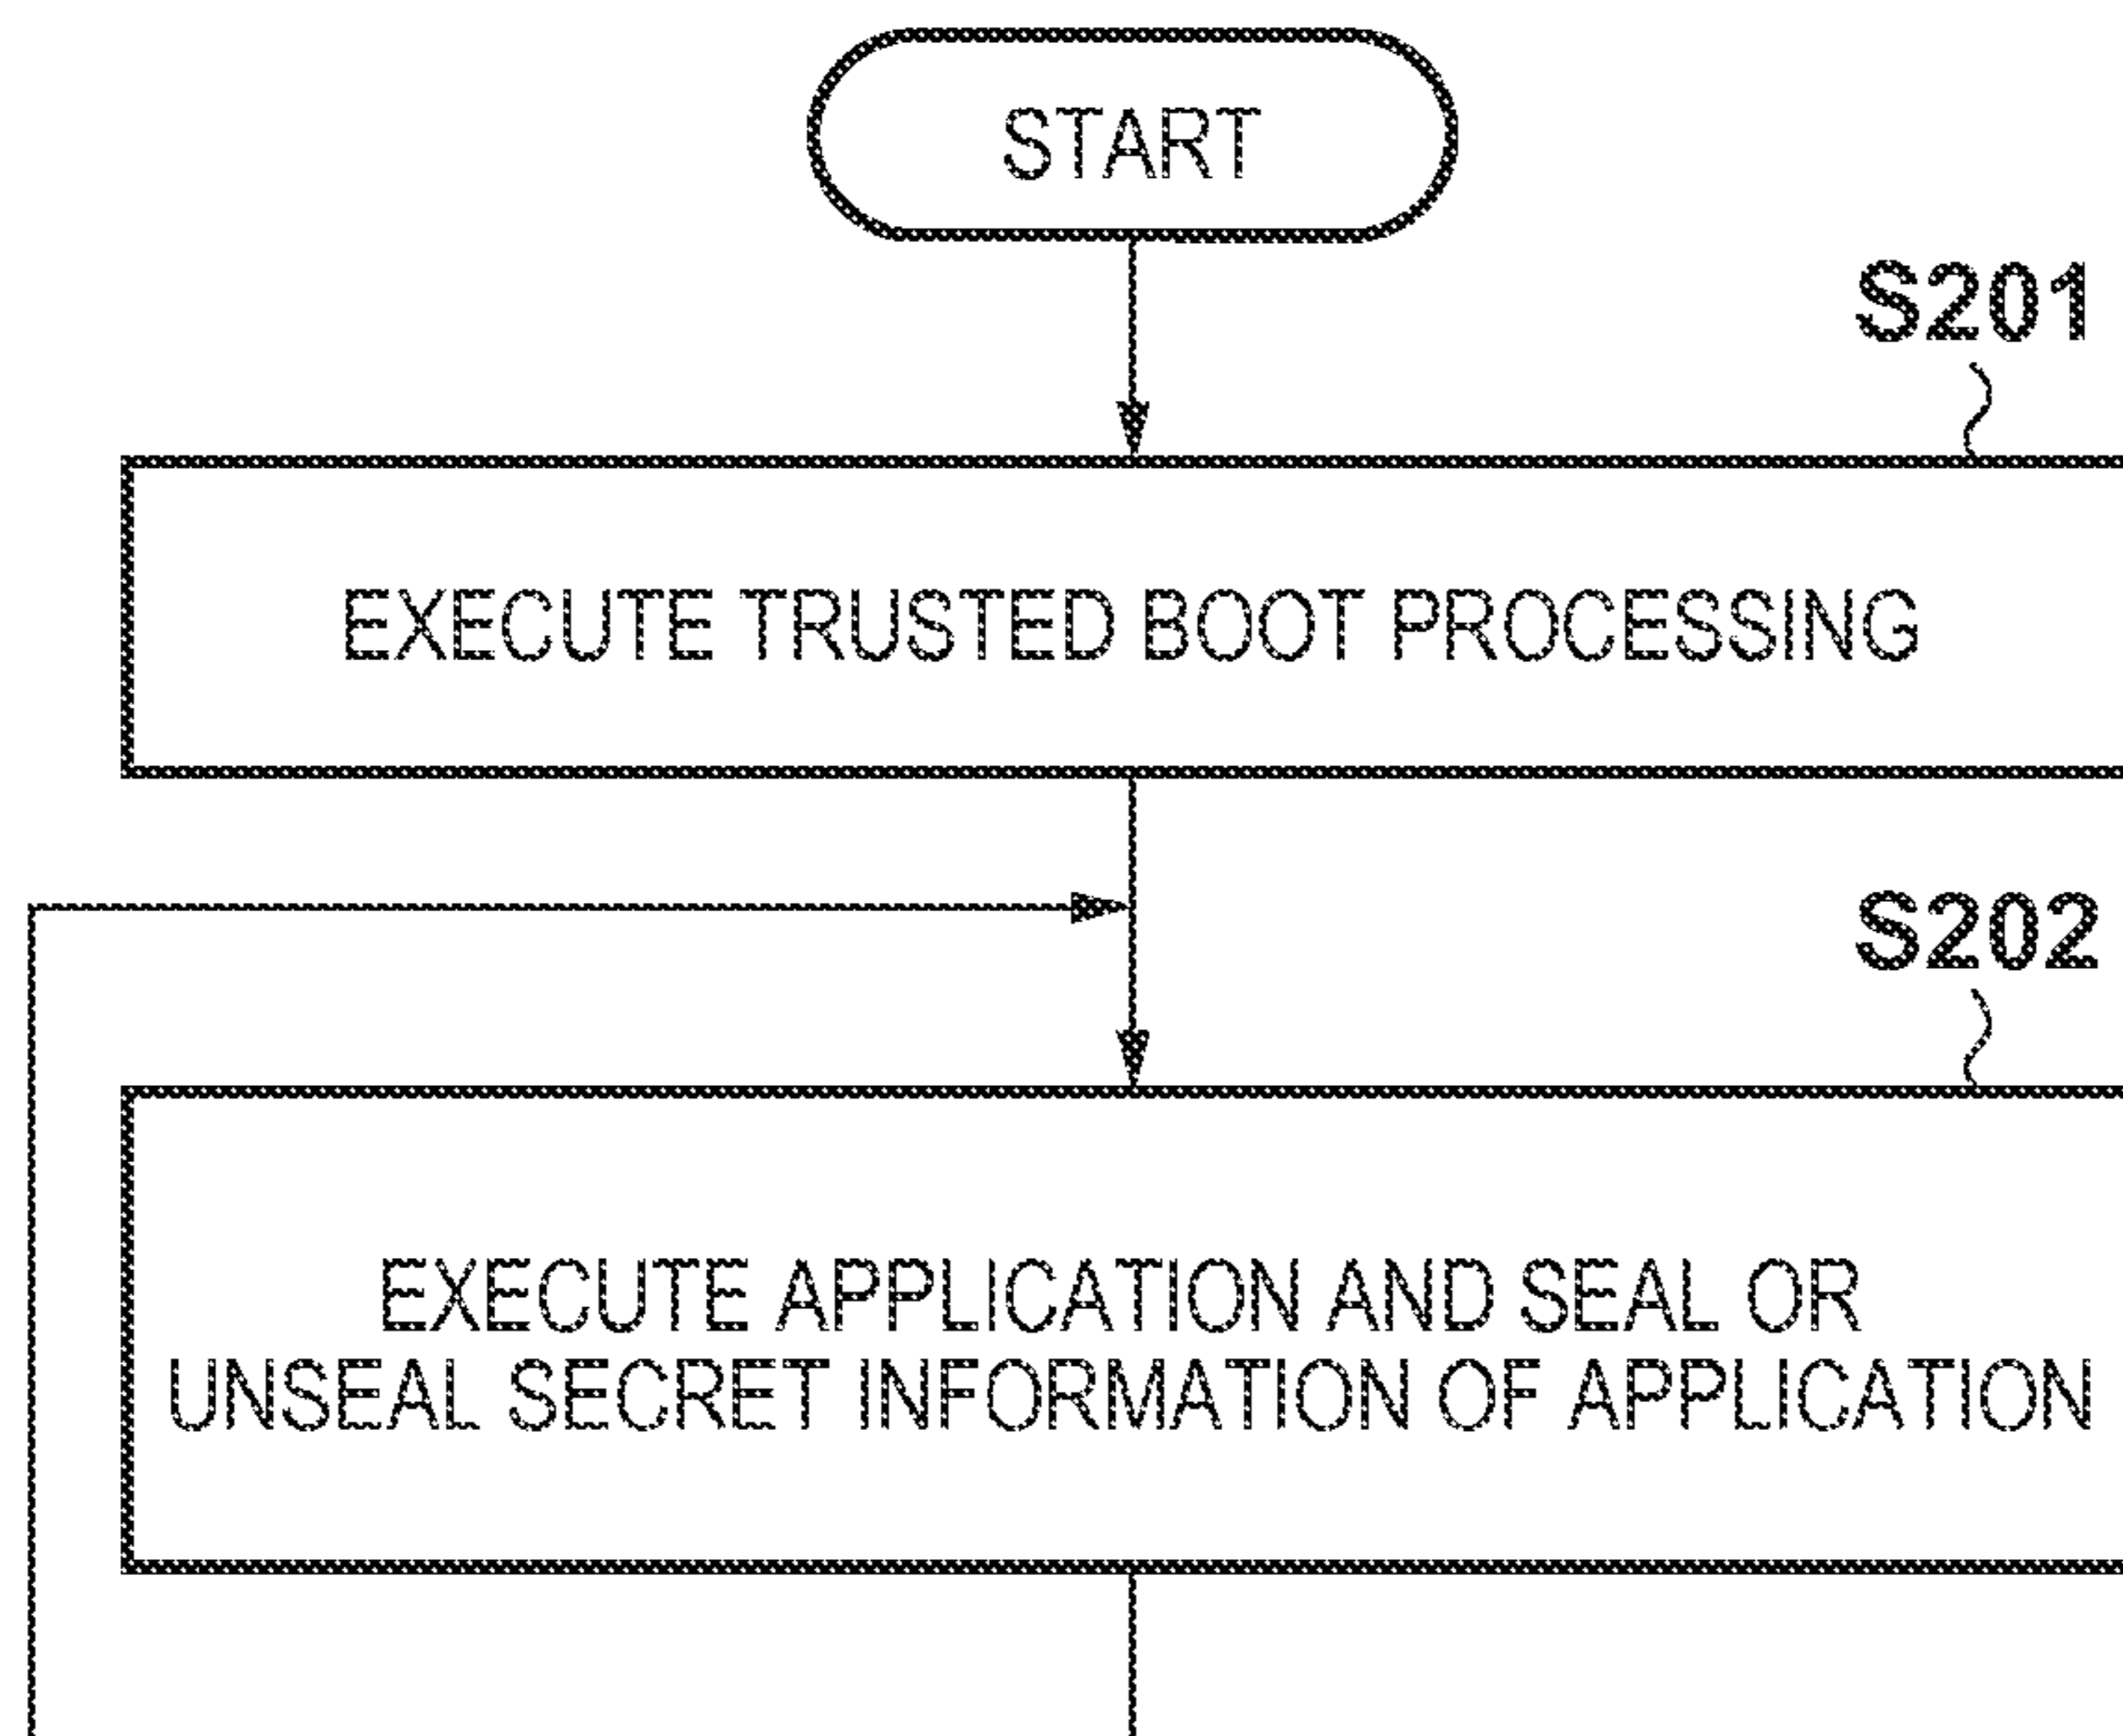 START
S201
EXECUTE TRUSTED BOOT PROCESSING
S202
EXECUTE APPLICATION AND SEAL OR
UNSEAL SECRET INFORMATION OF APPLICATION